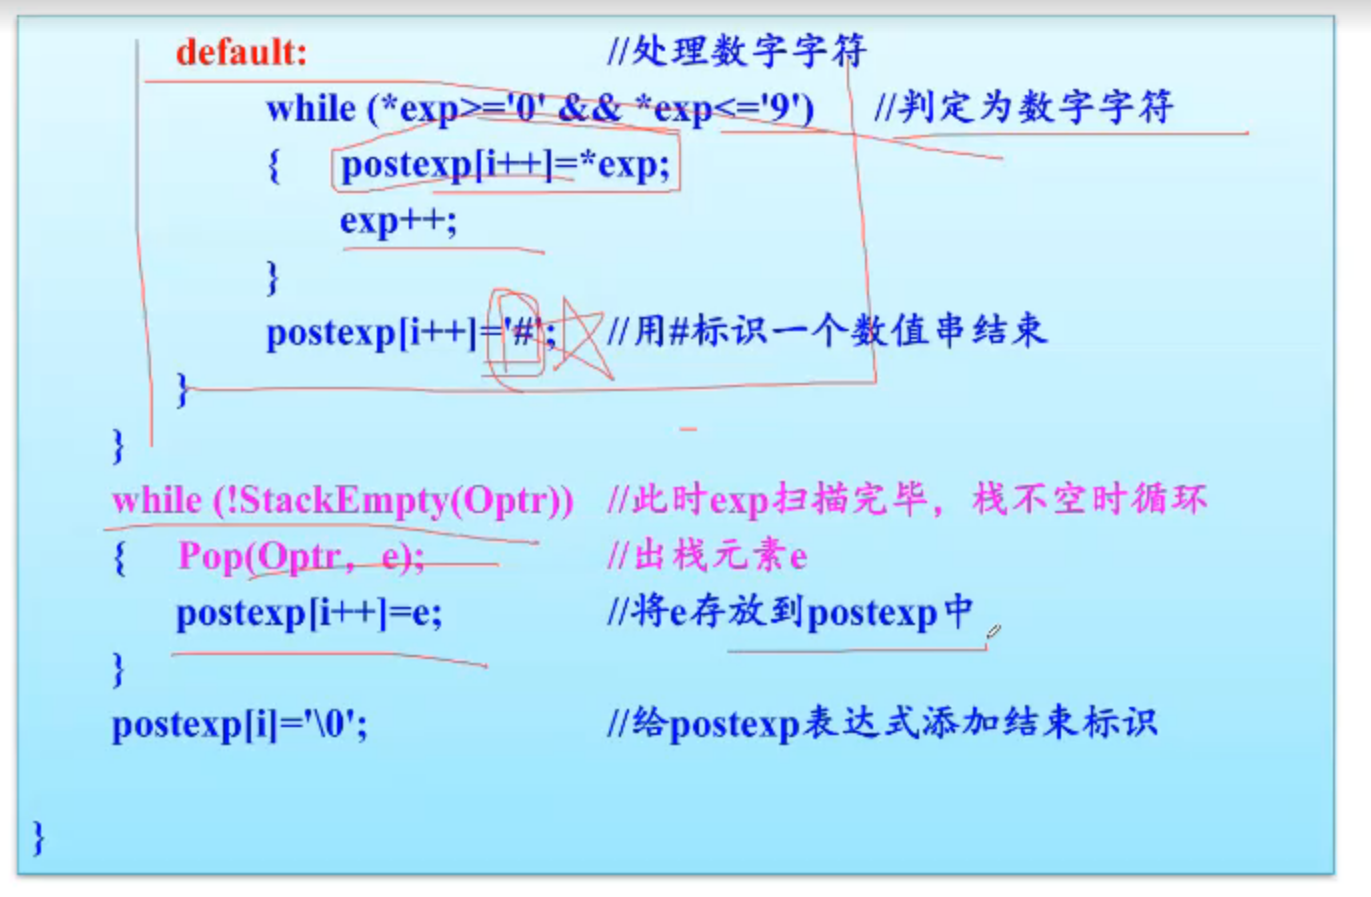 default: //处理数字字符
while (*exp>='0' && *exp<='9') //判定为数字字符
{ postexp[i++]=*exp;
exp++;
}
postexp[i++]='#'; //用#标识一个数值串结束
}
}
while (!StackEmpty(Optr)) //此时exp扫描完�，栈不空时循环
{ Pop(Optr，e); //出栈元素e
postexp[i++]=e; //将e存放到postexp中
}
postexp[i]='\0'; //给postexp表达式添加结束标识
}